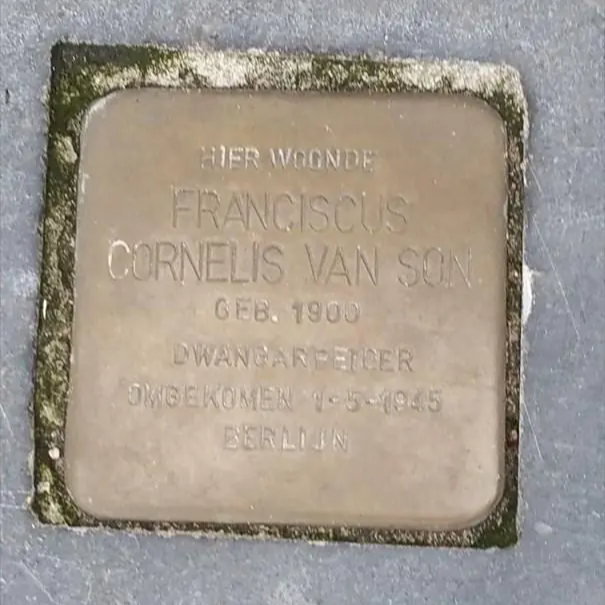 HIER WOONDE
FRANCISCUS
CORNELIS VAN SON
GEB. 1900
DWANGARBEIDER
OMGEKOMEN 1-5-1945
BERLIJN